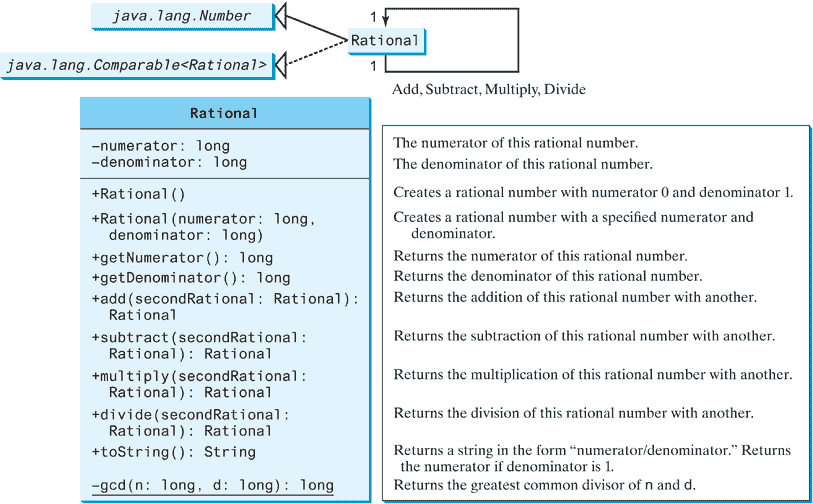 java.lang.Number
1
Rational
java.lang.Comparable<Rational>
1
Add, Subtract, Multiply, Divide
Rational
-numerator: long
The numerator of this rational number.
-denominator: long
The denominator of this rational number.
+Rational()
Creates a rational number with numerator 0 and denominator 1.
+Rational(numerator: long,
denominator: long)
Creates a rational number with a specified numerator and
denominator.
+getNumerator(): long
Returns the numerator of this rational number.
+getDenominator(): long
Returns the denominator of this rational number.
+add(secondRational: Rational):
Rational
Returns the addition of this rational number with another.
+subtract(secondRational:
Rational): Rational
Returns the subtraction of this rational number with another.
+multiply(secondRational:
Rational): Rational
Returns the multiplication of this rational number with another.
+divide(secondRational:
Rational): Rational
Returns the division of this rational number with another.
+toString(): String
Returns a string in the form “numerator/denominator.” Returns
the numerator if denominator is 1.
-gcd(n: long, d: long): long
Returns the greatest common divisor of n and d.